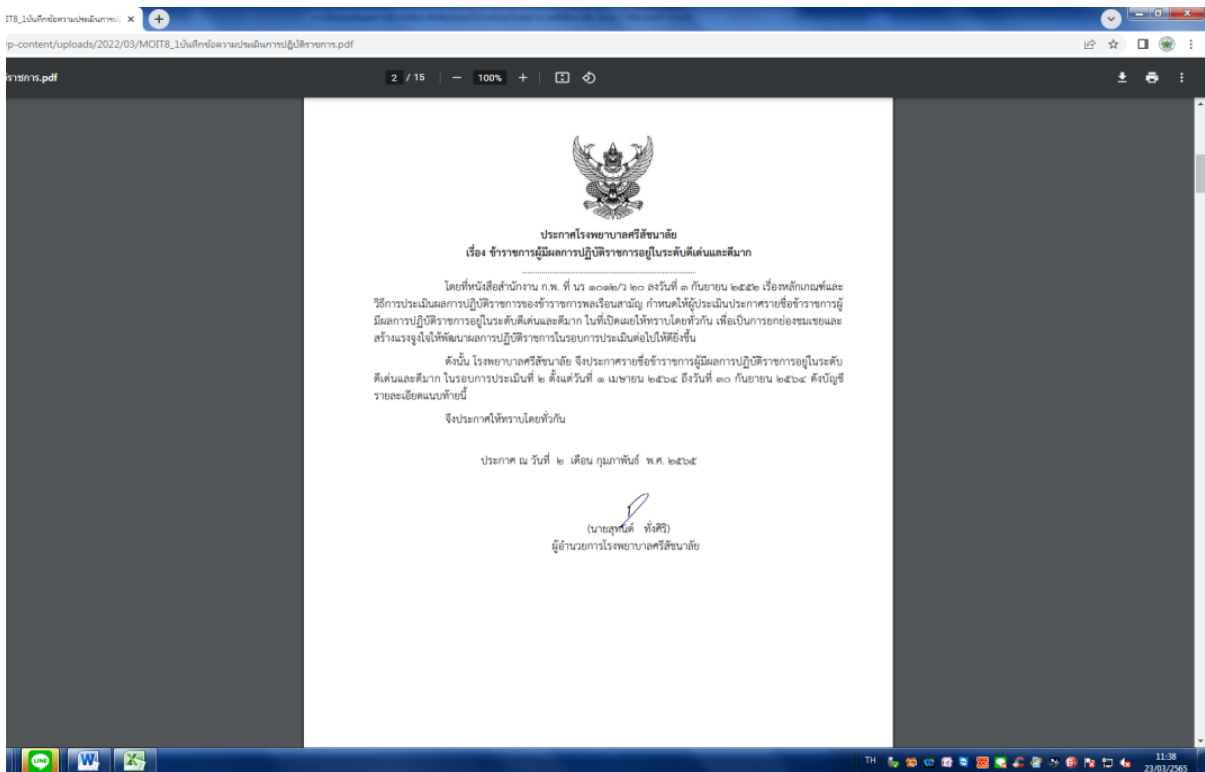 IT8_1บันทึกข้อความประเมินการป
p-content/uploads/2022/03/MOIT8_1บันทึกข้อความประเมินการปฏิบัติราชการ.pdf
ราชการ.pdf
2 / 15
100%
ประกาศโรงพยาบาลศรีสัชนาลัย
เรื่อง ข้าราชการผู้มีผลการปฏิบัติราชการอยู่ในระดับดีเด่นและดีมาก
โดยที่หนังสือสำนักงาน ก.พ. ที่ นร ๑๐๑๒/ว ๒๐ ลงวันที่ ๓ กันยายน ๒๕๕๒ เรื่องหลักเกณฑ์และ
วิธีการประเมินผลการปฏิบัติราชการของข้าราชการพลเรือนสามัญ กำหนดให้ผู้ประเมินประกาศรายชื่อข้าราชการผู้
มีผลการปฏิบัติราชการอยู่ในระดับดีเด่นและดีมาก ในที่เปิดเผยให้ทราบโดยทั่วกัน เพื่อเป็นการยกย่องชมเชยและ
สร้างแรงจูงใจให้พัฒนาผลการปฏิบัติราชการในรอบการประเมินต่อไปให้ดียิ่งขึ้น
ดังนั้น โรงพยาบาลศรีสัชนาลัย จึงประกาศรายชื่อข้าราชการผู้มีผลการปฏิบัติราชการอยู่ในระดับ
ดีเด่นและดีมาก ในรอบการประเมินที่ ๒ ตั้งแต่วันที่ ๑ เมษายน ๒๕๖๔ ถึงวันที่ ๓๐ กันยายน ๒๕๖๔ ดังบัญชี
รายละเอียดแนบท้ายนี้
จึงประกาศให้ทราบโดยทั่วกัน
ประกาศ ณ วันที่ ๒ เดือน กุมภาพันธ์ พ.ศ. ๒๕๖๕
(นายสุทนต์ ทั่งศิริ)
ผู้อำนวยการโรงพยาบาลศรีสัชนาลัย
LINE
TH
11:38
23/03/2565